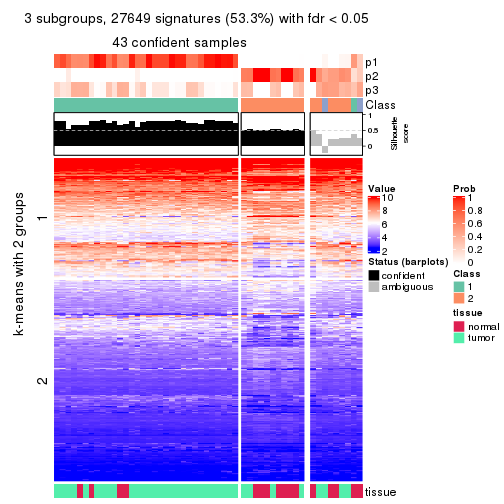 3 subgroups, 27649 signatures (53.3%) with fdr < 0.05
43 confident samples
p1
p2
p3
Class
1
0.5
0
Silhouette
score
k-means with 2 groups
1
2
Value
10
8
6
4
2
Status (barplots)
confident
ambiguous
Prob
1
0.8
0.6
0.4
0.2
0
Class
1
2
tissue
normal
tumor
tissue